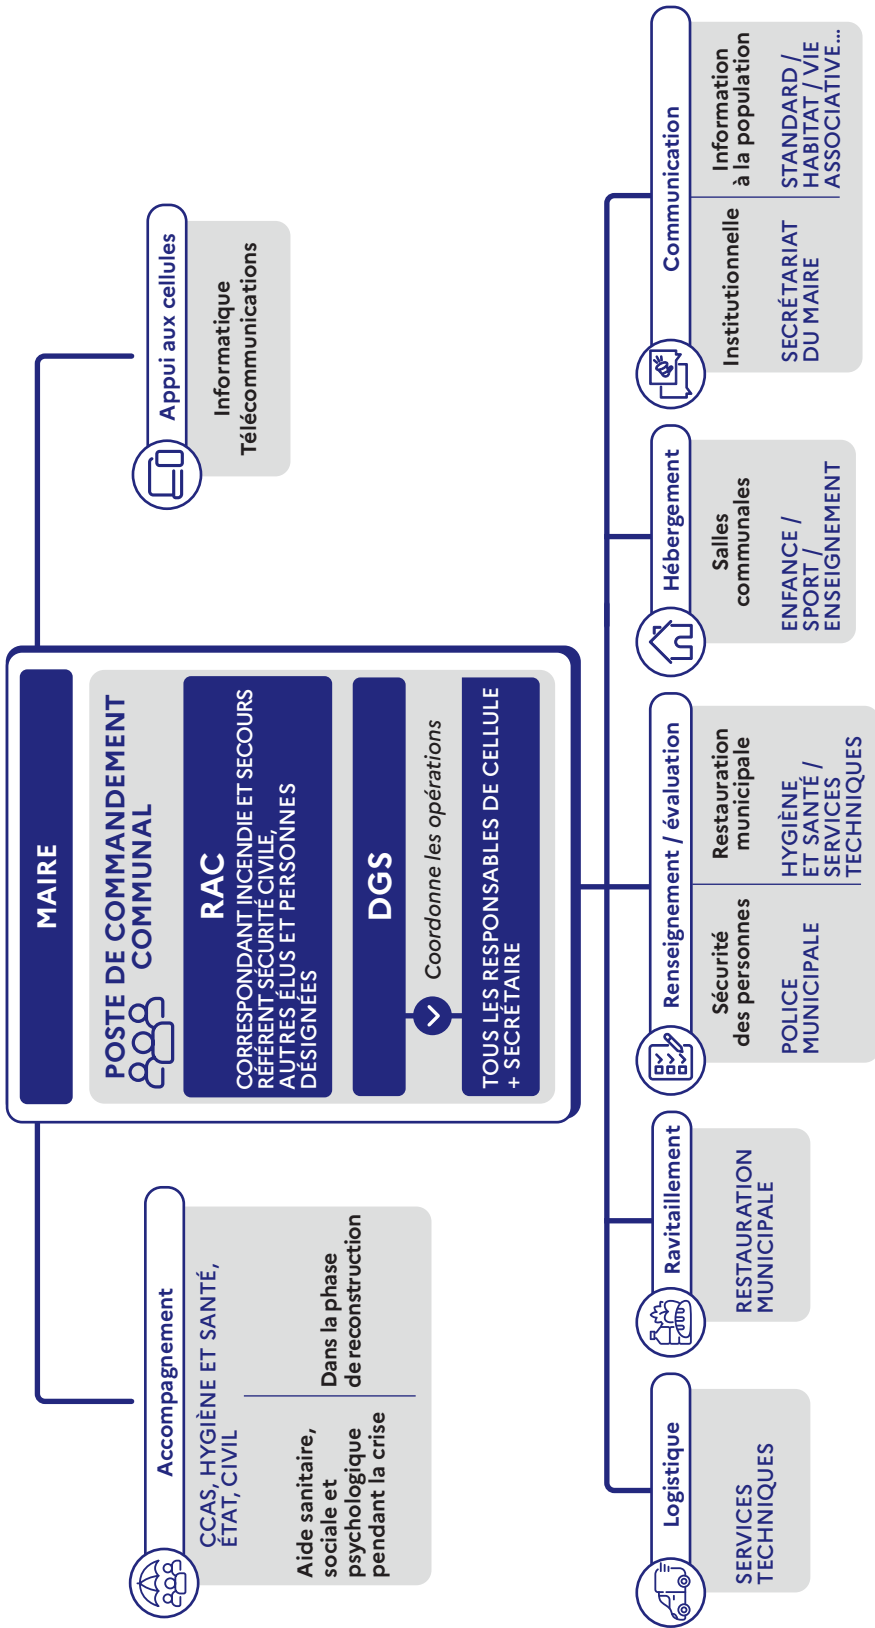 MAIRE
POSTE DE COMMANDEMENT
COMMUNAL
RAC
CORRESPONDANT INCENDIE ET SECOURS
RÉFÉRENT SÉCURITÉ CIVILE,
AUTRES ÉLUS ET PERSONNES
DÉSIGNÉES
DGS
Coordonne les opérations
TOUS LES RESPONSABLES DE CELLULE
+ SECRÉTAIRE
Accompagnement
CCAS, HYGIÈNE ET SANTÉ,
ÉTAT, CIVIL
Aide sanitaire,
sociale et
psychologique
pendant la crise
Dans la phase
de reconstruction
Appui aux cellules
Informatique
Télécommunications
Logistique
SERVICES
TECHNIQUES
Ravitaillement
RESTAURATION
MUNICIPALE
Renseignement / évaluation
Sécurité
des personnes
POLICE
MUNICIPALE
Restauration
municipale
HYGIÈNE
ET SANTÉ /
SERVICES
TECHNIQUES
Hébergement
Salles
communales
ENFANCE /
SPORT /
ENSEIGNEMENT
Communication
Institutionnelle
SECRÉTARIAT
DU MAIRE
Information
à la population
STANDARD /
HABITAT / VIE
ASSOCIATIVE...